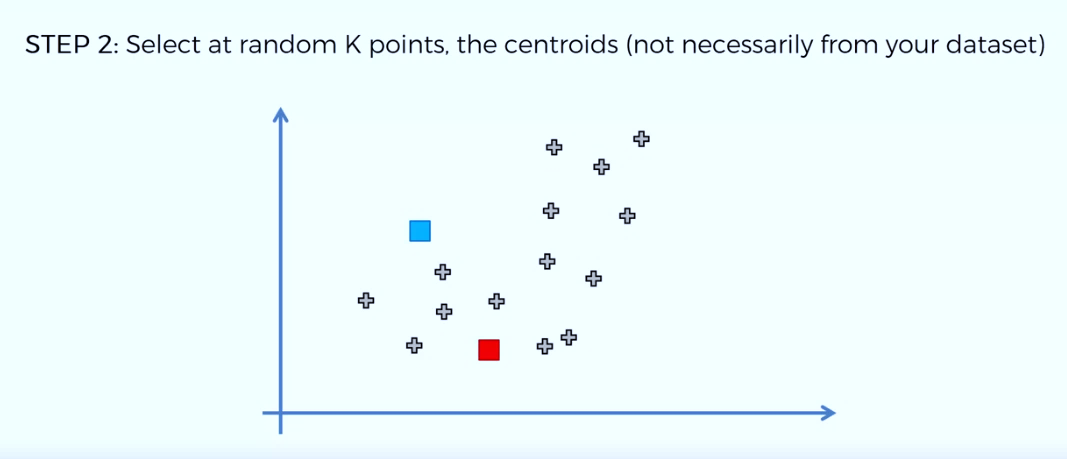 STEP 2: Select at random K points, the centroids (not necessarily from your dataset)